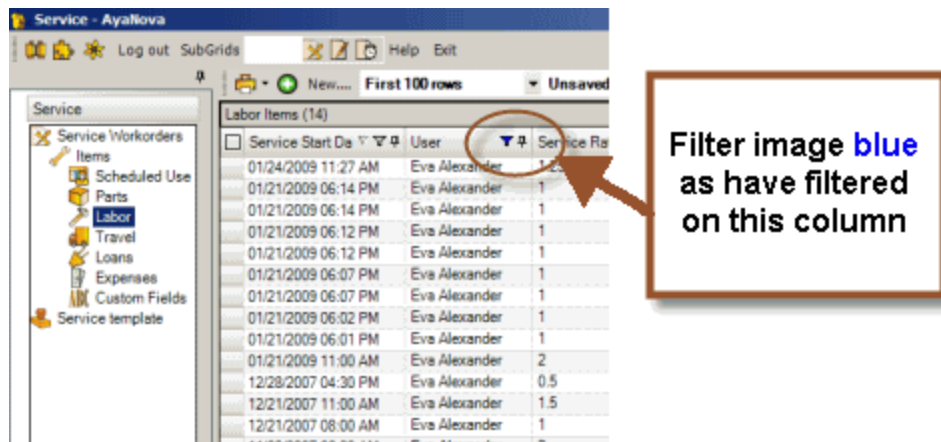 Service - AyaNova
Log out SubGrids Help Exit
New.... First 100 rows Unsaved
Service
Labor Items (14)
Service Workorders
Items
Scheduled Use
Parts
Labor
Travel
Loans
Expenses
Custom Fields
Service template
Service Start Da User Service Ra
01/24/2009 11:27 AM Eva Alexander
01/21/2009 06:14 PM Eva Alexander 1
01/21/2009 06:14 PM Eva Alexander 1
01/21/2009 06:12 PM Eva Alexander 1
01/21/2009 06:12 PM Eva Alexander 1
01/21/2009 06:07 PM Eva Alexander 1
01/21/2009 06:07 PM Eva Alexander 1
01/21/2009 06:02 PM Eva Alexander 1
01/21/2009 06:01 PM Eva Alexander 1
01/21/2009 11:00 AM Eva Alexander 2
12/28/2007 04:30 PM Eva Alexander 0.5
12/21/2007 11:00 AM Eva Alexander 1.5
12/21/2007 08:00 AM Eva Alexander 1
Filter image blue
as have filtered
on this column